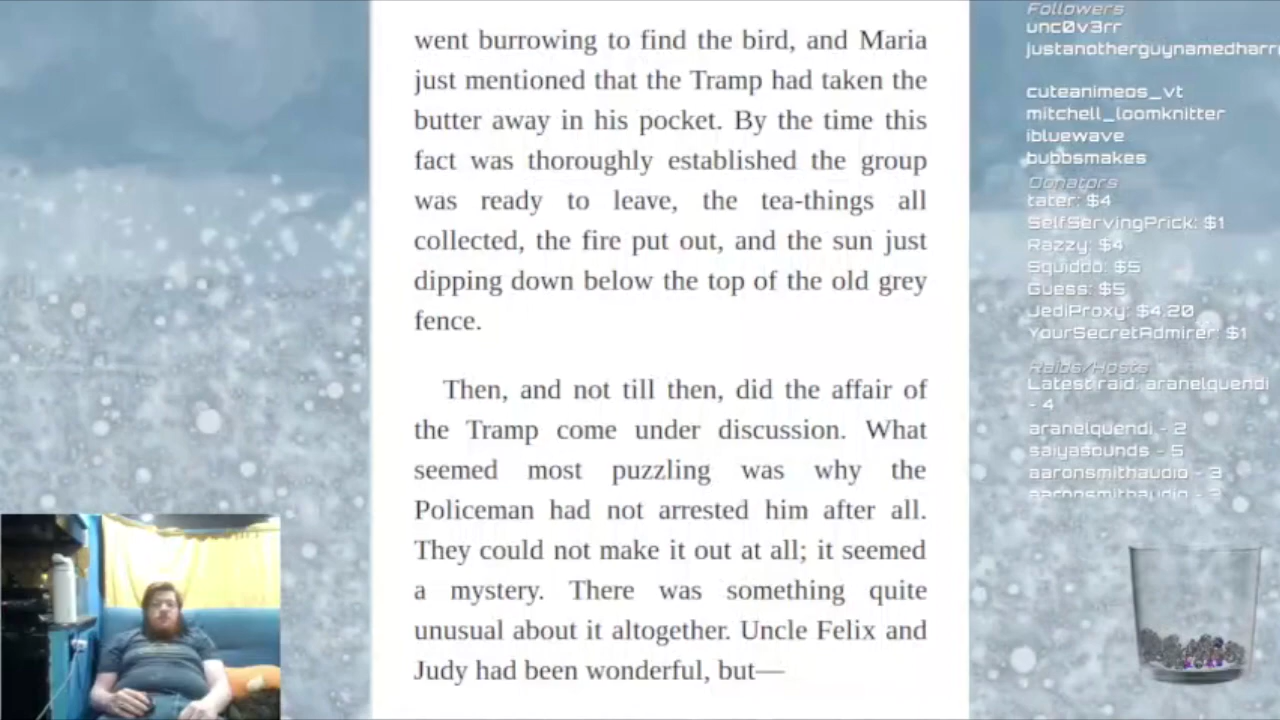 went burrowing to find the bird, and Maria
just mentioned that the Tramp had taken the
butter away in his pocket. By the time this
fact was thoroughly established the group
was ready to leave, the tea-things all
collected, the fire put out, and the sun just
dipping down below the top of the old grey
fence.
Then, and not till then, did the affair of
the Tramp come under discussion. What
seemed most puzzling was why the
Policeman had not arrested him after all.
They could not make it out at all; it seemed
a mystery. There was something quite
unusual about it altogether. Uncle Felix and
Judy had been wonderful, but—
Followers
unc0v3rr
justanotherguynamedharr
cuteanimeos_vt
mitchell_loomknitter
ibluewave
bubbsmakes
Donators
tater: $4
SelfServingPrick: $1
Razzy: $4
Squiddo: $5
Guess: $5
JediProxy: $4.20
YourSecretAdmirer: $1
Raids/Hosts
Latest raid: aranelquendi
- 4
aranelquendi - 2
saiyasounds - 5
aaronsmithaudio - 3
aaronsmithaudio - 3